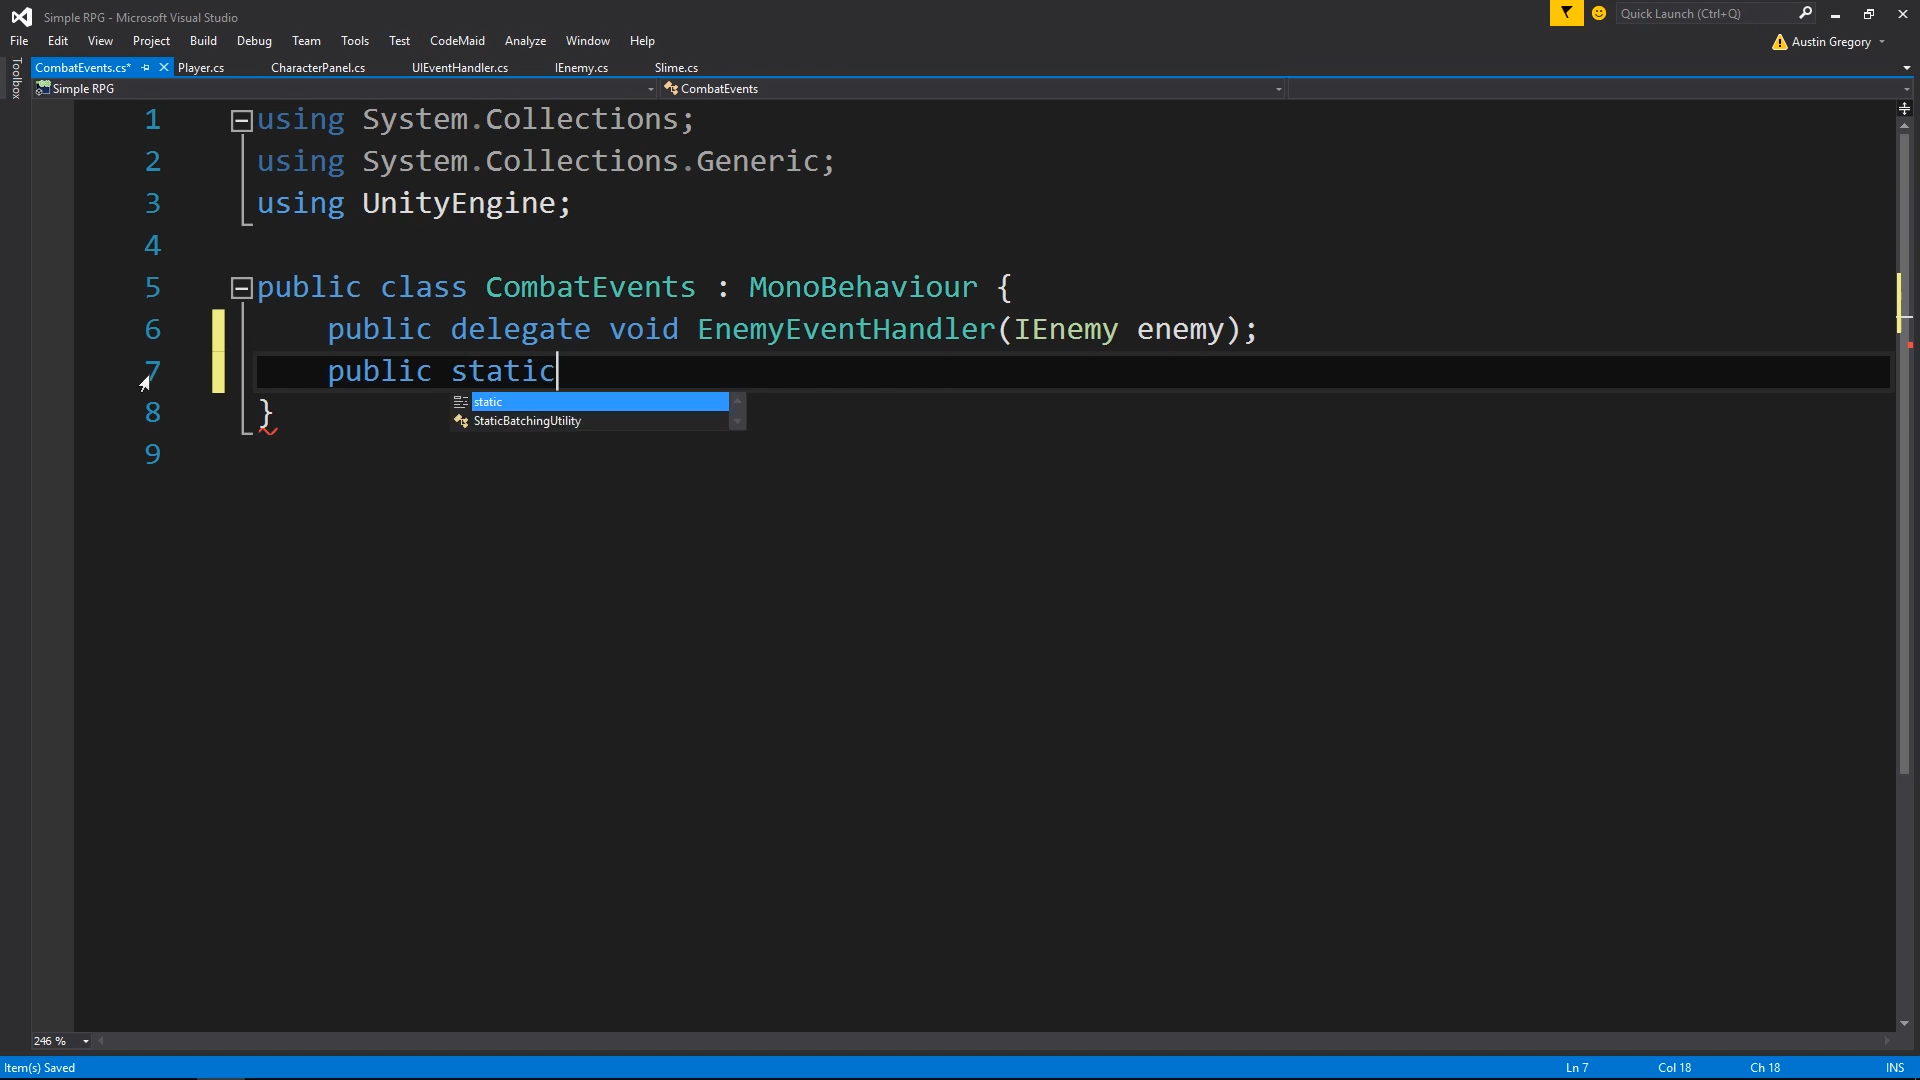 Simple RPG - Microsoft Visual Studio
Quick Launch (Ctrl+Q)
File Edit View Project Build Debug Team Tools Test CodeMaid Analyze Window Help
Austin Gregory
Toolbox
CombatEvents.cs* Player.cs CharacterPanel.cs UIEventHandler.cs IEnemy.cs Slime.cs
Simple RPG CombatEvents
1 using System.Collections;
2 using System.Collections.Generic;
3 using UnityEngine;
4
5 public class CombatEvents : MonoBehaviour {
6 public delegate void EnemyEventHandler(IEnemy enemy);
7 public static
static
StaticBatchingUtility
8 }
9
246 %
Item(s) Saved Ln 7 Col 18 Ch 18 INS